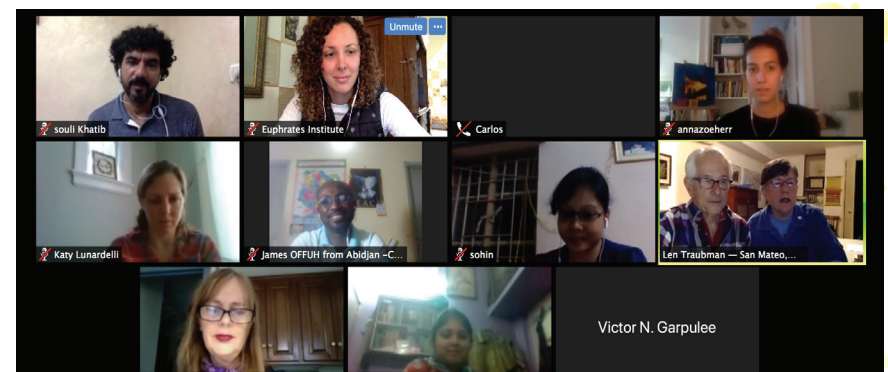 Unmute ...
souli Khatib
Euphrates Institute
Carlos
annazoeherr
Katy Lunardelli
James OFFUH from Abidjan -C...
sohin
Len Traubman — San Mateo,...
Victor N. Garpulee